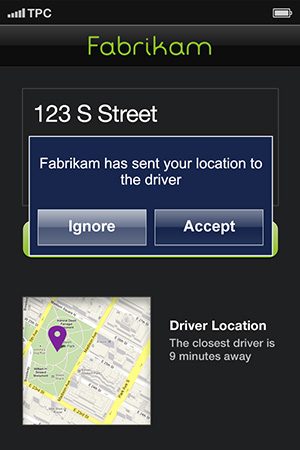 TPC
Fabrikam
123 S Street
Fabrikam has sent your location to
the driver
Ignore
Accept
Driver Location
The closest driver is
9 minutes away